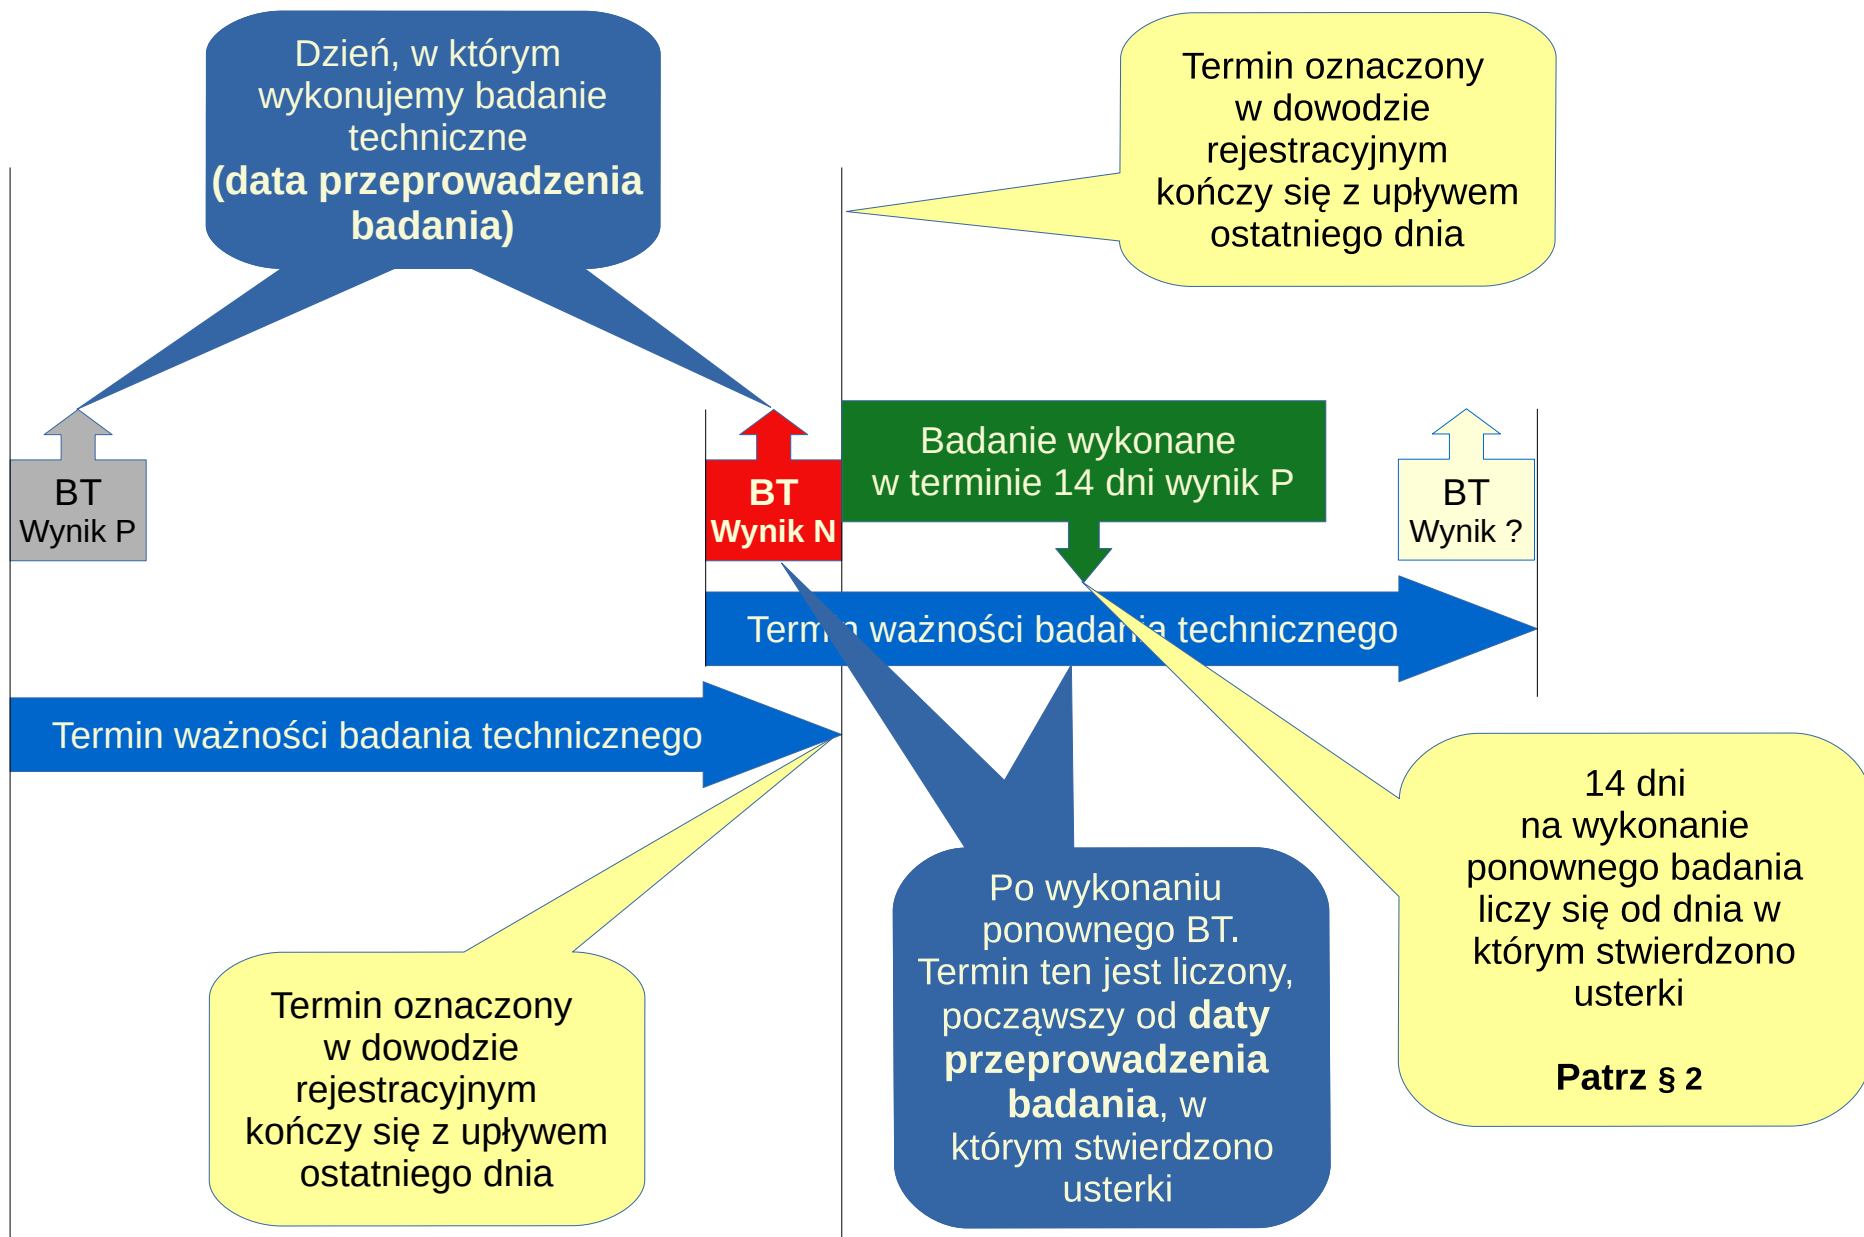 Dzień, w którym
wykonujemy badanie
techniczne
(data przeprowadzenia
badania)
Termin oznaczony
w dowodzie
rejestracyjnym
kończy się z upływem
ostatniego dnia
BT
Wynik P
BT
Wynik N
Badanie wykonane
w terminie 14 dni wynik P
BT
Wynik ?
Termin ważności badania technicznego
Termin ważności badania technicznego
Termin oznaczony
w dowodzie
rejestracyjnym
kończy się z upływem
ostatniego dnia
Po wykonaniu
ponownego BT.
Termin ten jest liczony,
począwszy od daty
przeprowadzenia
badania, w
którym stwierdzono
usterki
14 dni
na wykonanie
ponownego badania
liczy się od dnia w
którym stwierdzono
usterki
Patrz § 2